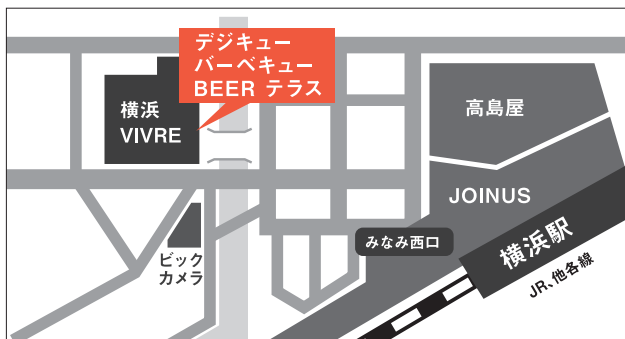 デジキュー
バーベキュー
BEER テラス
横浜
VIVRE
高島屋
JOINUS
みなみ西口
横浜駅
JR、他各線
ビック
カメラ